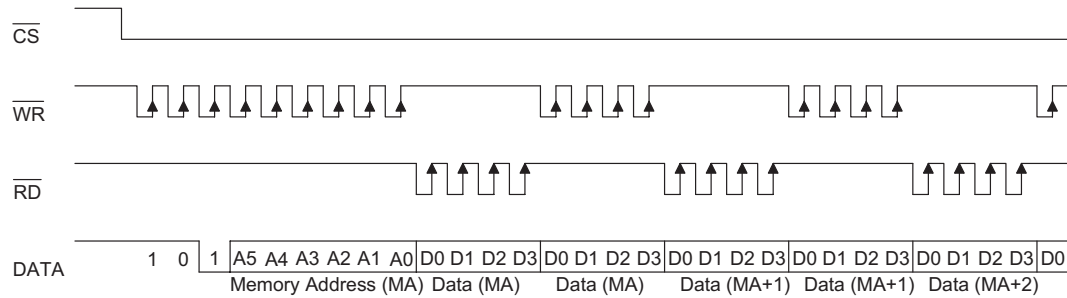 CS
WR
RD
DATA 1 0 1 A5 A4 A3 A2 A1 A0 D0 D1 D2 D3 D0 D1 D2 D3 D0 D1 D2 D3 D0 D1 D2 D3 D0 D1 D2 D3 D0
Memory Address (MA) Data (MA) Data (MA) Data (MA+1) Data (MA+1) Data (MA+2)